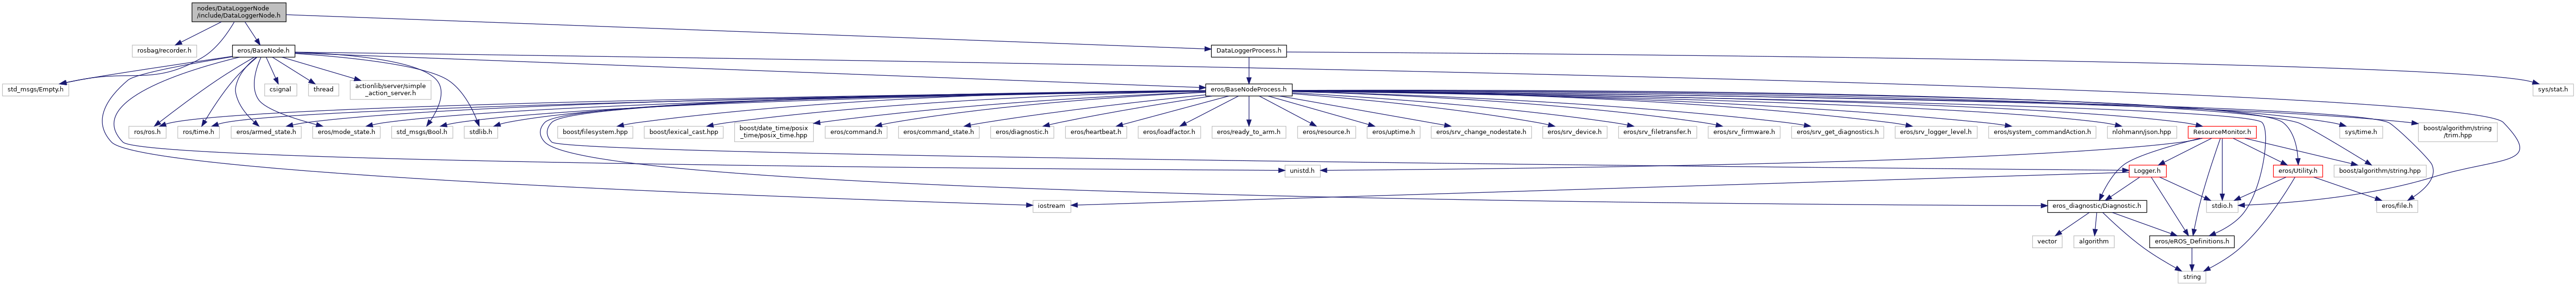 nodes/DataLoggerNode
/include/DataLoggerNode.h
rosbag/recorder.h
eros/BaseNode.h
DataLoggerProcess.h
std_msgs/Empty.h
csignal
thread
actionlib/server/simple
_action_server.h
eros/BaseNodeProcess.h
sys/stat.h
ros/ros.h
ros/time.h
eros/armed_state.h
eros/mode_state.h
std_msgs/Bool.h
stdlib.h
boost/filesystem.hpp
boost/lexical_cast.hpp
boost/date_time/posix
_time/posix_time.hpp
eros/command.h
eros/command_state.h
eros/diagnostic.h
eros/heartbeat.h
eros/loadfactor.h
eros/ready_to_arm.h
eros/resource.h
eros/uptime.h
eros/srv_change_nodestate.h
eros/srv_device.h
eros/srv_filetransfer.h
eros/srv_firmware.h
eros/srv_get_diagnostics.h
eros/srv_logger_level.h
eros/system_commandAction.h
nlohmann/json.hpp
ResourceMonitor.h
sys/time.h
boost/algorithm/string
/trim.hpp
unistd.h
Logger.h
eros/Utility.h
boost/algorithm/string.hpp
iostream
eros_diagnostic/Diagnostic.h
stdio.h
eros/file.h
vector
algorithm
eros/eROS_Definitions.h
string